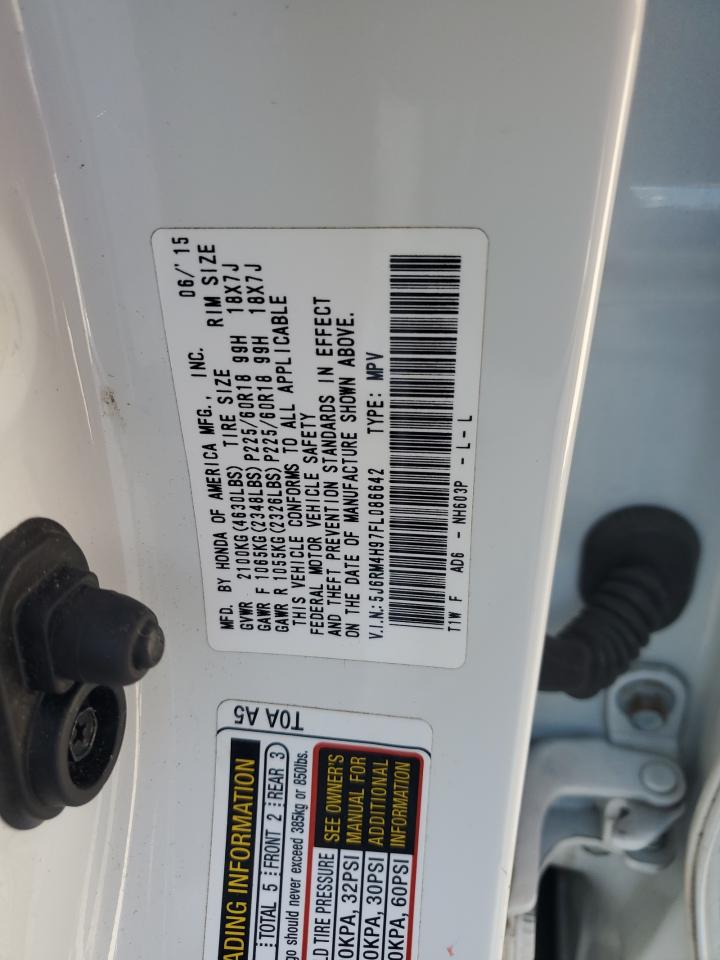 MFD. BY HONDA OF AMERICA MFG., INC. 06/'15
GVWR 2100KG(4630LBS) TIRE SIZE RIM SIZE
GAWR F 1065KG(2348LBS) P225/60R18 99H 18X7J
GAWR R 1055KG(2326LBS) P225/60R18 99H 18X7J
THIS VEHICLE CONFORMS TO ALL APPLICABLE
FEDERAL MOTOR VEHICLE SAFETY
AND THEFT PREVENTION STANDARDS IN EFFECT
ON THE DATE OF MANUFACTURE SHOWN ABOVE.
V.I.N.:5J6RM4H97FL086642 TYPE: MPV
T1W F AD6 - NH603P - L - L
T0A A5
ADING INFORMATION
TOTAL 5 FRONT 2 REAR 3
go should never exceed 385kg or 850lbs.
LD TIRE PRESSURE
0KPA, 32PSI
0KPA, 30PSI
0KPA, 60PSI
SEE OWNER'S
MANUAL FOR
ADDITIONAL
INFORMATION